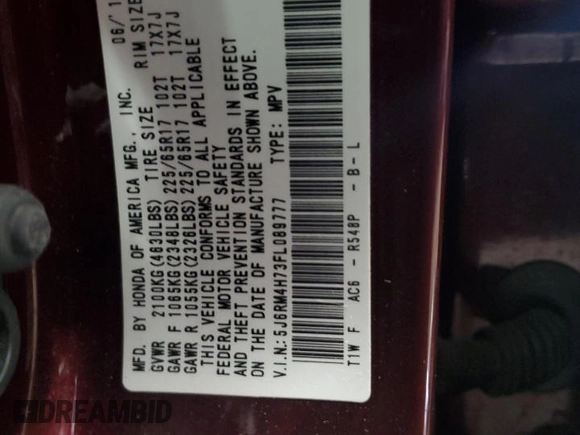 MFD. BY HONDA OF AMERICA MFG., INC. 06/1
GVWR 2100KG(4630LBS) TIRE SIZE RIM SIZE
GAWR F 1065KG(2348LBS) 225/65R17 102T 17X7J
GAWR R 1055KG(2326LBS) 225/65R17 102T 17X7J
THIS VEHICLE CONFORMS TO ALL APPLICABLE
FEDERAL MOTOR VEHICLE SAFETY
AND THEFT PREVENTION STANDARDS IN EFFECT
ON THE DATE OF MANUFACTURE SHOWN ABOVE.
V.I.N.: 5J6RM4H73FL089777 TYPE: MPV
T1W F AC6 - R548P - B - L
DREAMBID